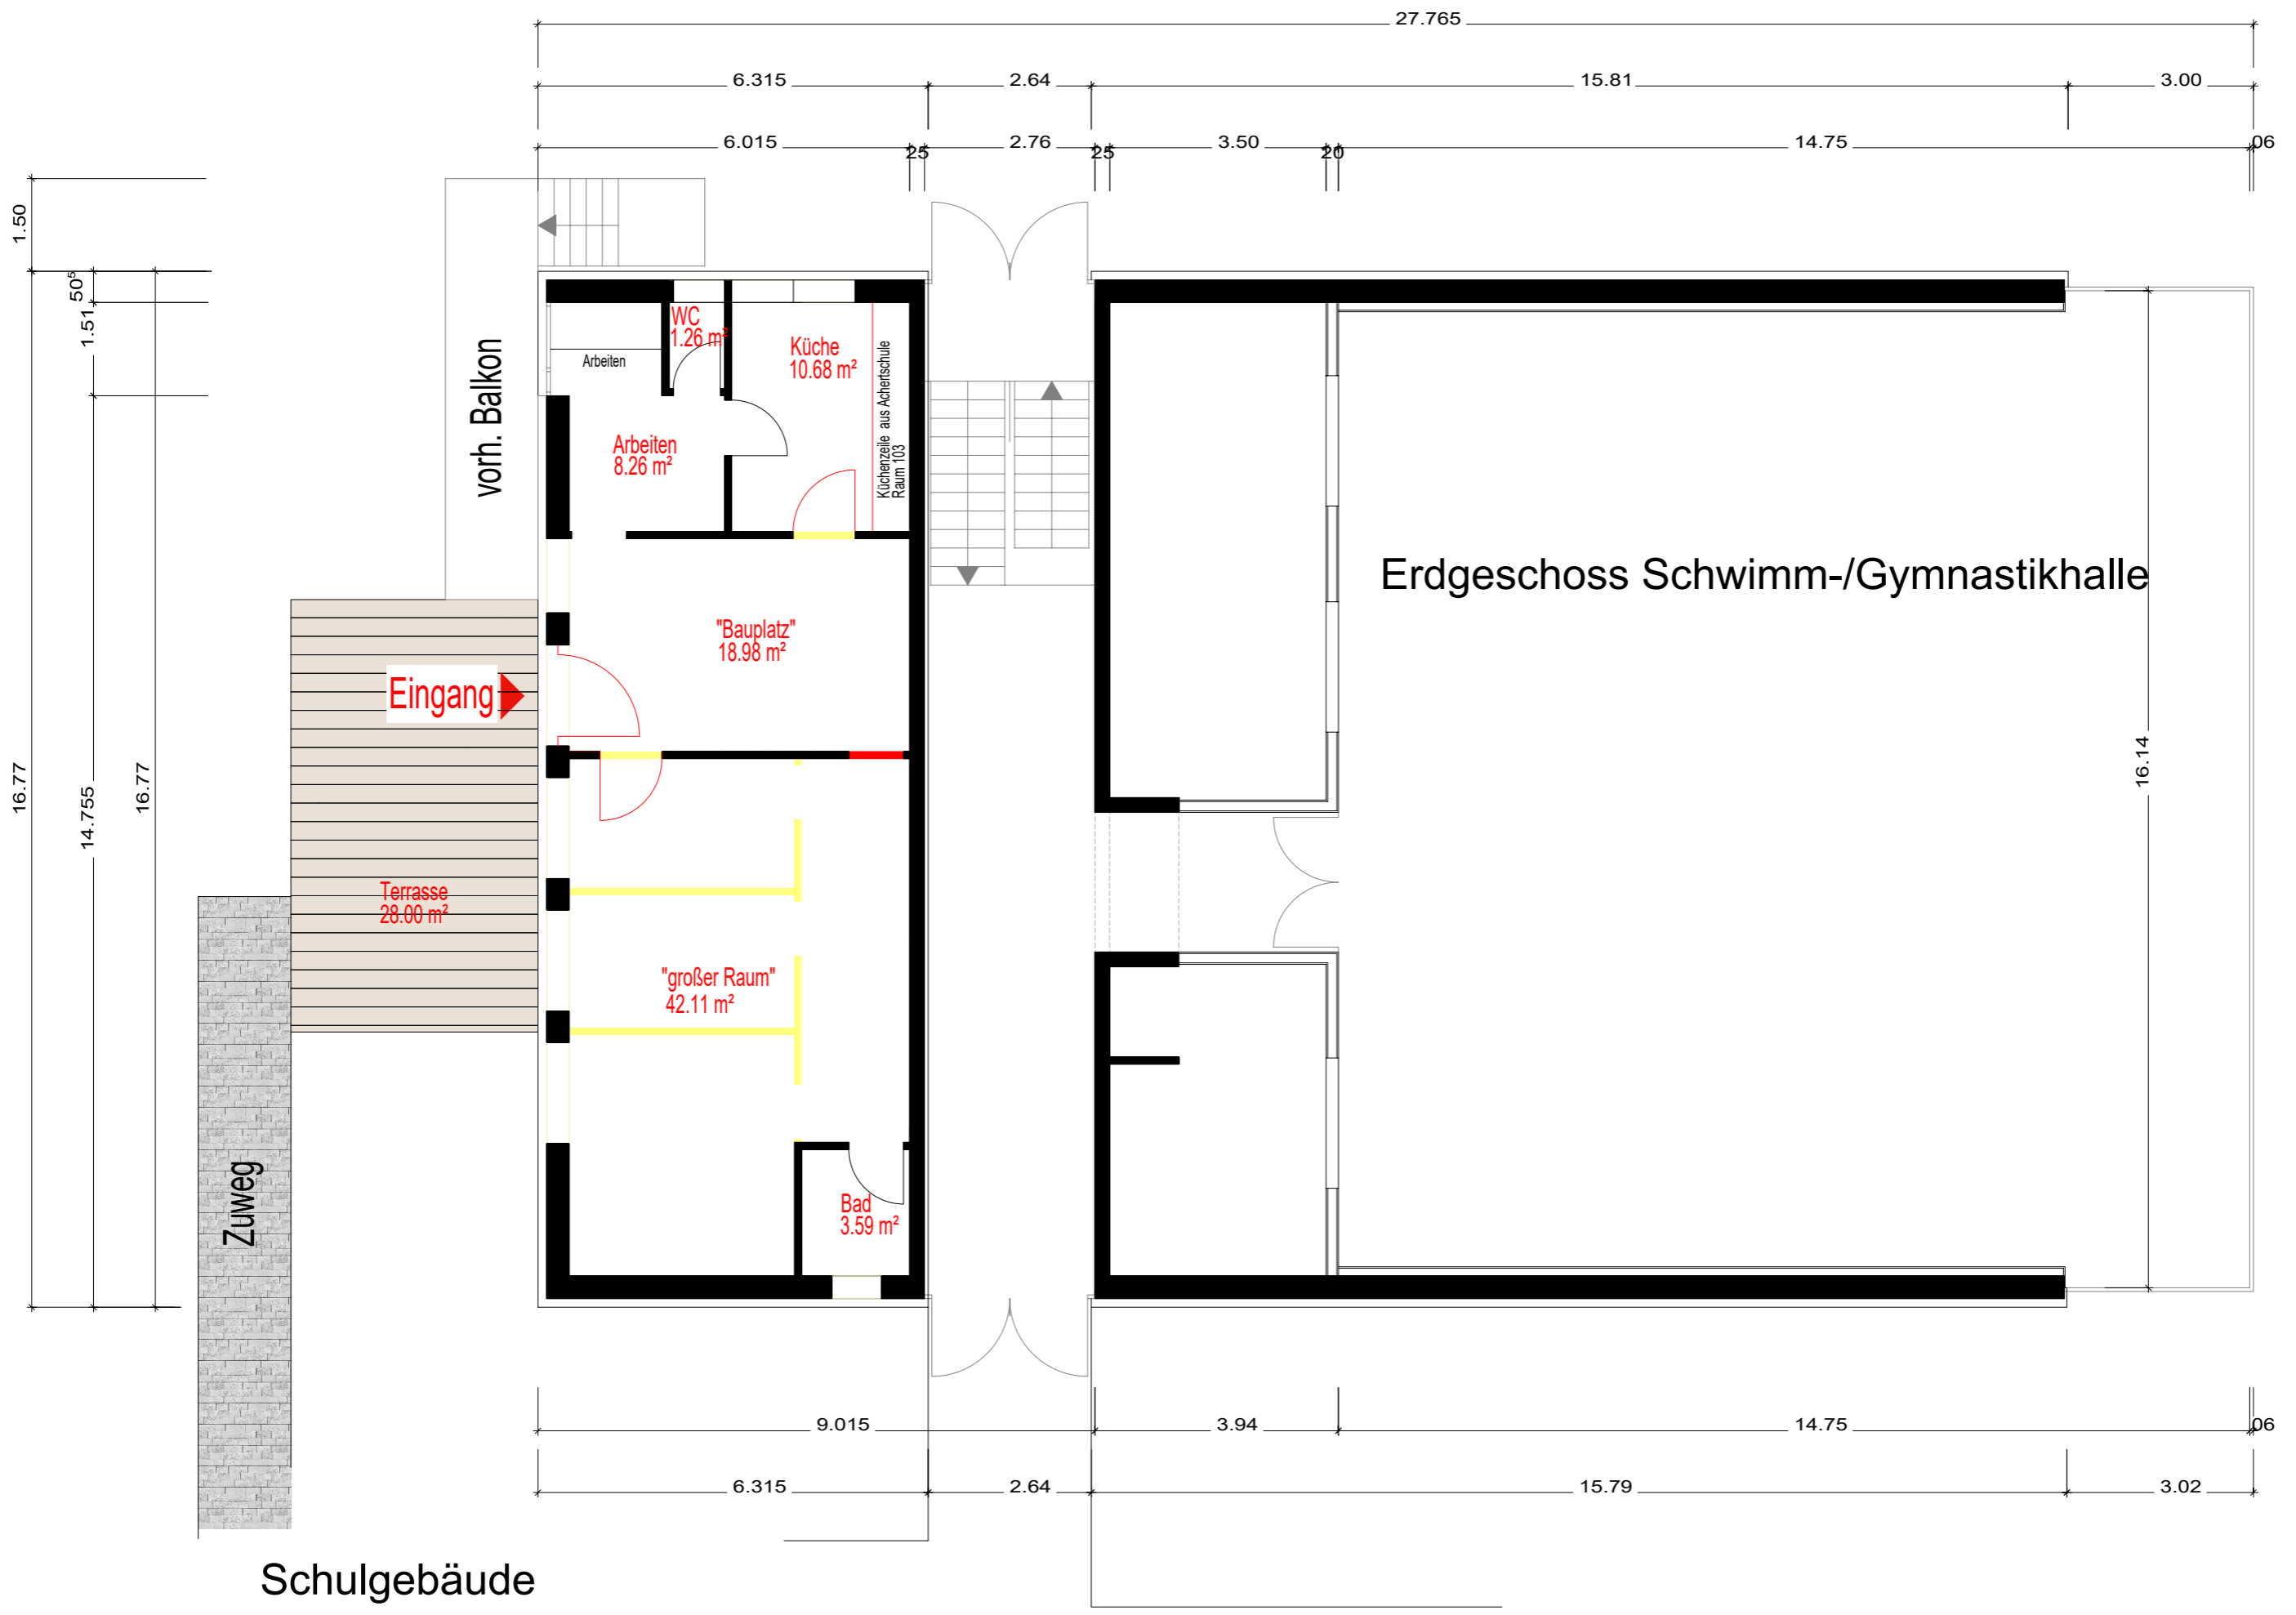 27.765
6.315
2.64
15.81
3.00
6.015
25
2.76
25
3.50
20
14.75
06
1.50
50⁵
1.51
16.77
14.755
16.77
vorh. Balkon
WC
1.26 m²
Arbeiten
Küche
10.68 m²
Küchenzeile aus Achertschule
Raum 103
Arbeiten
8.26 m²
Erdgeschoss Schwimm-/Gymnastikhalle
"Bauplatz"
18.98 m²
Eingang
16.14
Terrasse
28.00 m²
"großer Raum"
42.11 m²
Zuweg
Bad
3.59 m²
9.015
3.94
14.75
06
6.315
2.64
15.79
3.02
Schulgebäude